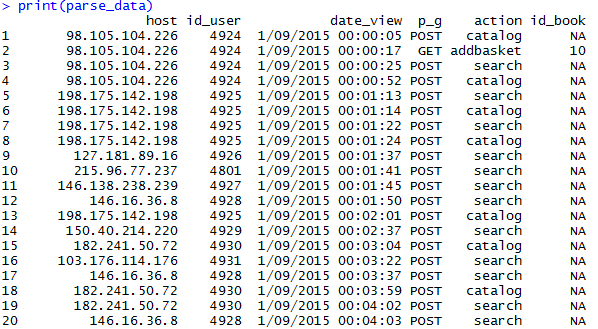 > print(parse_data)
host id_user date_view p_g action id_book
1 98.105.104.226 4924 1/09/2015 00:00:05 POST catalog NA
2 98.105.104.226 4924 1/09/2015 00:00:17 GET addbasket 10
3 98.105.104.226 4924 1/09/2015 00:00:25 POST search NA
4 98.105.104.226 4924 1/09/2015 00:00:52 POST catalog NA
5 198.175.142.198 4925 1/09/2015 00:01:13 POST search NA
6 198.175.142.198 4925 1/09/2015 00:01:14 POST catalog NA
7 198.175.142.198 4925 1/09/2015 00:01:22 POST search NA
8 198.175.142.198 4925 1/09/2015 00:01:24 POST catalog NA
9 127.181.89.16 4926 1/09/2015 00:01:37 POST search NA
10 215.96.77.237 4801 1/09/2015 00:01:41 POST search NA
11 146.138.238.239 4927 1/09/2015 00:01:45 POST search NA
12 146.16.36.8 4928 1/09/2015 00:01:50 POST search NA
13 198.175.142.198 4925 1/09/2015 00:02:01 POST catalog NA
14 150.40.214.220 4929 1/09/2015 00:02:37 POST search NA
15 182.241.50.72 4930 1/09/2015 00:03:04 POST catalog NA
16 103.176.114.176 4931 1/09/2015 00:03:22 POST search NA
17 146.16.36.8 4928 1/09/2015 00:03:37 POST search NA
18 182.241.50.72 4930 1/09/2015 00:03:59 POST catalog NA
19 182.241.50.72 4930 1/09/2015 00:04:02 POST search NA
20 146.16.36.8 4928 1/09/2015 00:04:03 POST search NA